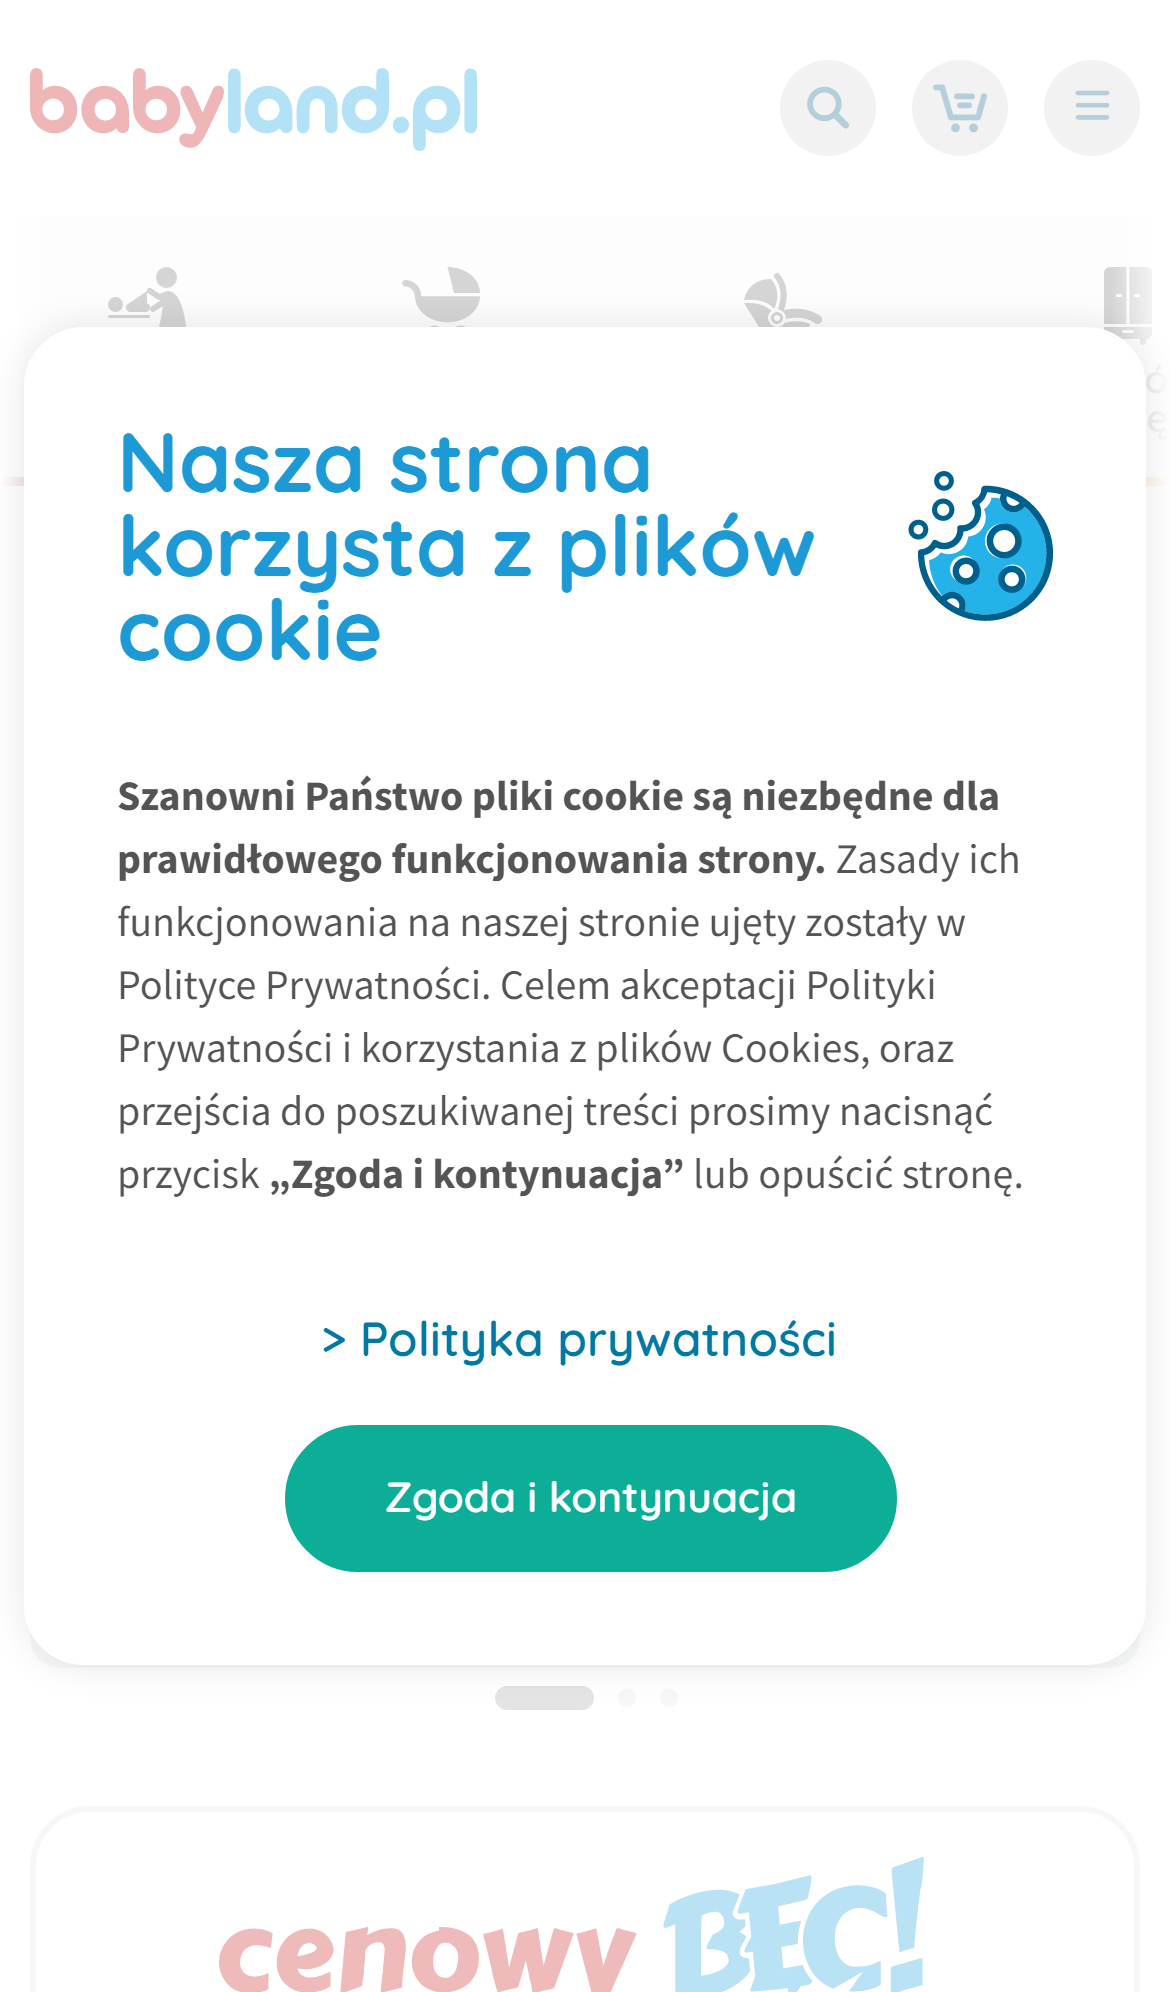 babyland.pl
ó
ę
Nasza strona
korzysta z plików
cookie
Szanowni Państwo pliki cookie są niezbędne dla
prawidłowego funkcjonowania strony. Zasady ich
funkcjonowania na naszej stronie ujęty zostały w
Polityce Prywatności. Celem akceptacji Polityki
Prywatności i korzystania z plików Cookies, oraz
przejścia do poszukiwanej treści prosimy nacisnąć
przycisk „Zgoda i kontynuacja” lub opuścić stronę.
> Polityka prywatności
Zgoda i kontynuacja
cenowy BĘC!